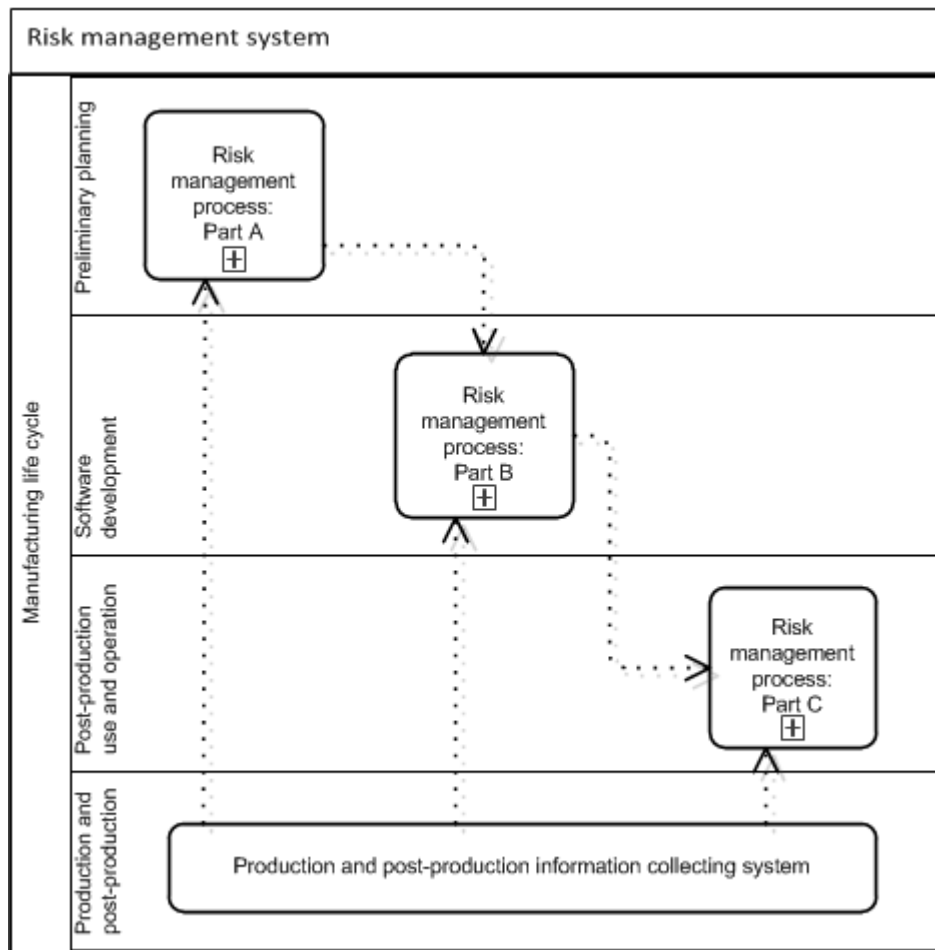 Risk management system
Manufacturing life cycle
Preliminary planning
Risk
management
process:
Part A
Software
development
Risk
management
process:
Part B
Post-production
use and operation
Risk
management
process:
Part C
Production and
post-production
Production and post-production information collecting system